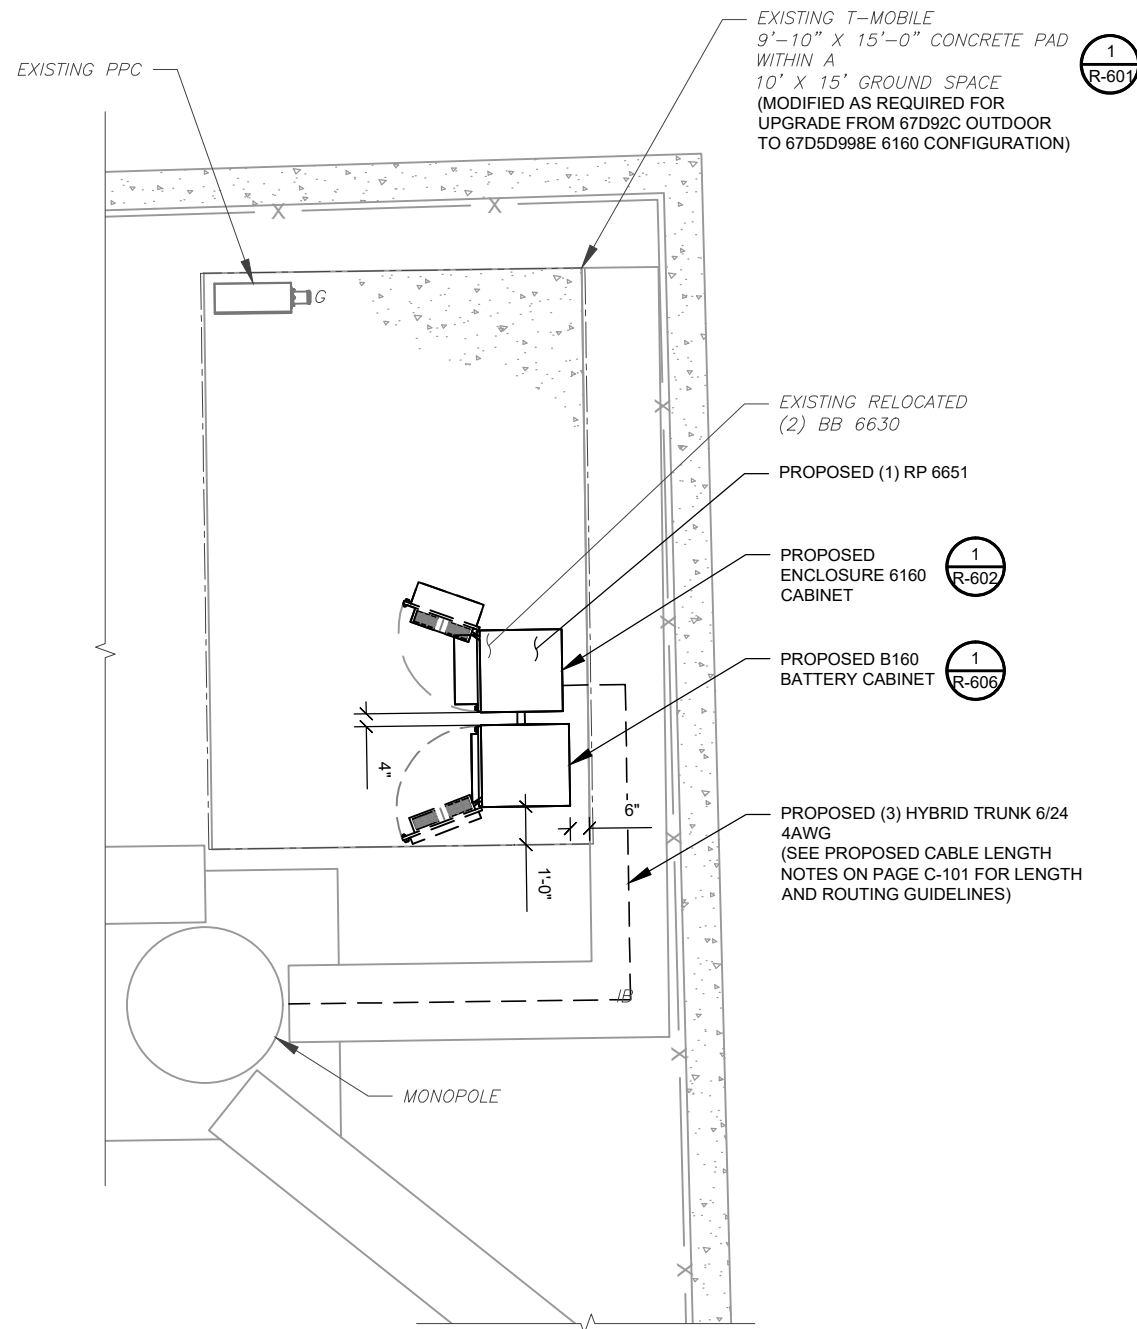 EXISTING T-MOBILE
9'-10" X 15'-0" CONCRETE PAD
WITHIN A
10' X 15' GROUND SPACE
(MODIFIED AS REQUIRED FOR
UPGRADE FROM 67D92C OUTDOOR
TO 67D5D998E 6160 CONFIGURATION)
1
R-601
EXISTING PPC
X
X
G
X
EXISTING RELOCATED
(2) BB 6630
PROPOSED (1) RP 6651
PROPOSED
ENCLOSURE 6160
CABINET
1
R-602
X
PROPOSED B160
BATTERY CABINET
1
R-606
4"
6"
PROPOSED (3) HYBRID TRUNK 6/24
4AWG
(SEE PROPOSED CABLE LENGTH
NOTES ON PAGE C-101 FOR LENGTH
AND ROUTING GUIDELINES)
X
1'-0"
IB
X
MONOPOLE
X